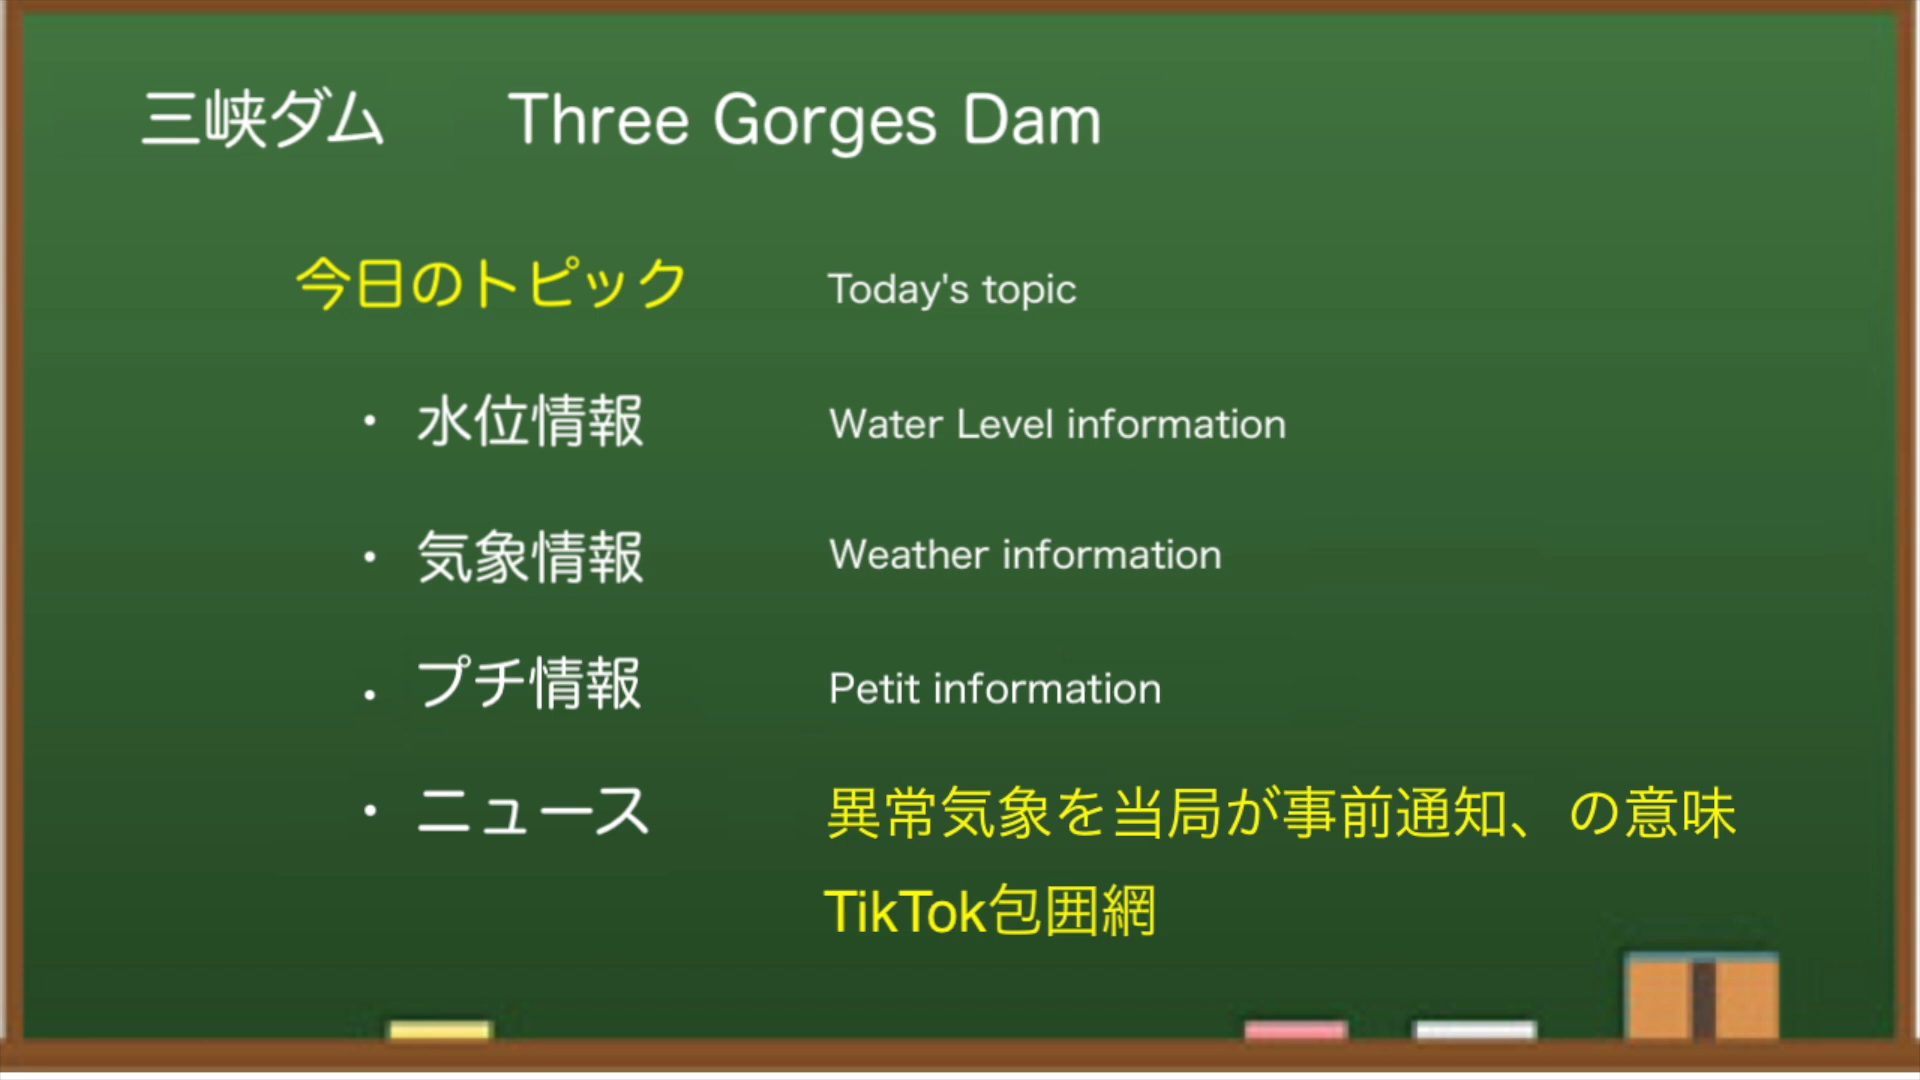 三峡ダム Three Gorges Dam
今日のトピック Today's topic
・ 水位情報 Water Level information
・ 気象情報 Weather information
・ プチ情報 Petit information
・ ニュース 異常気象を当局が事前通知、の意味
TikTok包囲網